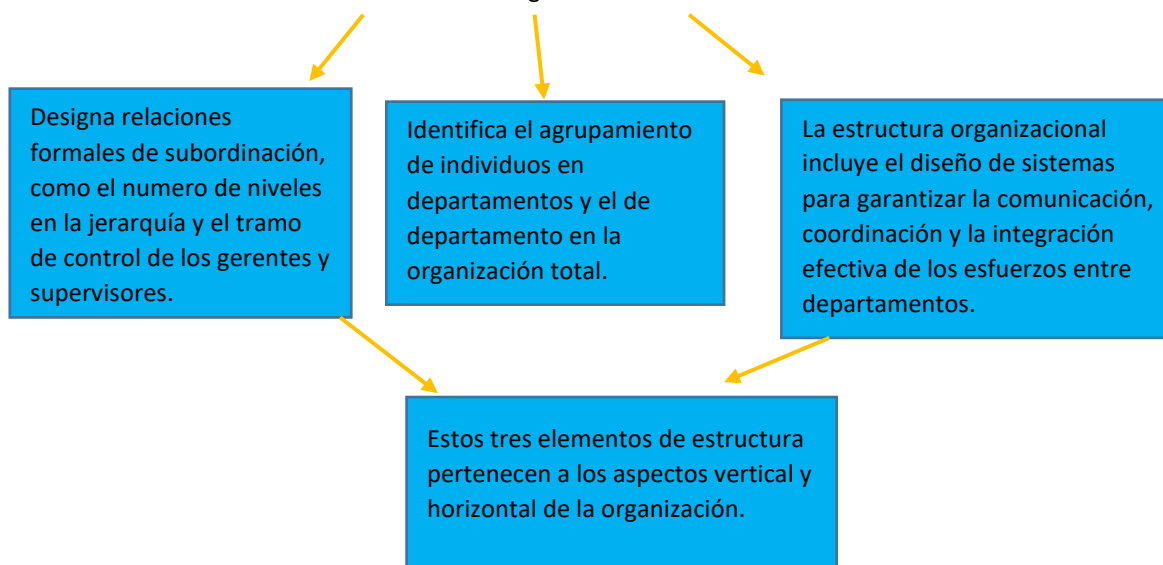 Designa relaciones
formales de subordinación,
como el numero de niveles
en la jerarquía y el tramo
de control de los gerentes y
supervisores.
Identifica el agrupamiento
de individuos en
departamentos y el de
departamento en la
organización total.
La estructura organizacional
incluye el diseño de sistemas
para garantizar la comunicación,
coordinación y la integración
efectiva de los esfuerzos entre
departamentos.
Estos tres elementos de estructura
pertenecen a los aspectos vertical y
horizontal de la organización.